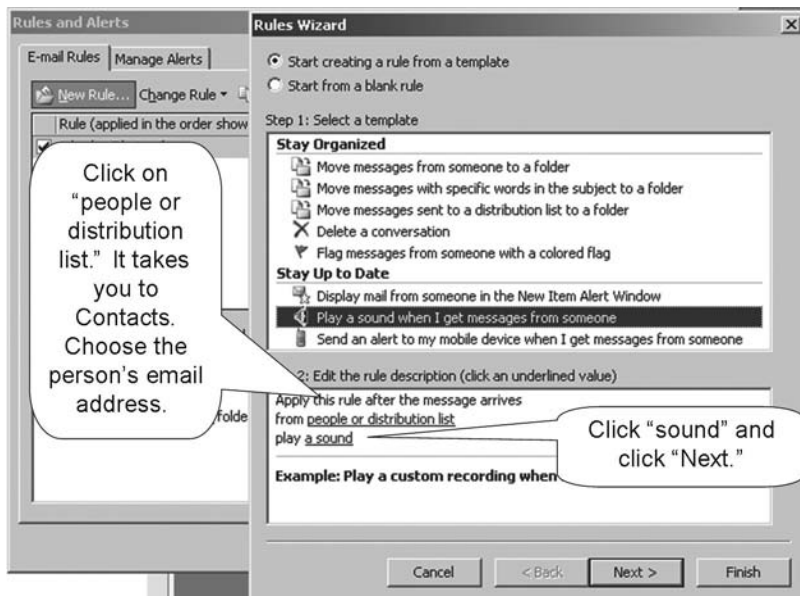 Rules and Alerts
E-mail Rules
Manage Alerts
New Rule...
Change Rule
Rule (applied in the order show
Click on
“people or
distribution
list.” It takes
you to
Contacts.
Choose the
person’s email
address.
folde
Rules Wizard
Start creating a rule from a template
Start from a blank rule
Step 1: Select a template
Stay Organized
Move messages from someone to a folder
Move messages with specific words in the subject to a folder
Move messages sent to a distribution list to a folder
Delete a conversation
Flag messages from someone with a colored flag
Stay Up to Date
Display mail from someone in the New Item Alert Window
Play a sound when I get messages from someone
Send an alert to my mobile device when I get messages from someone
2: Edit the rule description (click an underlined value)
Apply this rule after the message arrives
from people or distribution list
play a sound
Click “sound” and
click “Next.”
Example: Play a custom recording when
Cancel
< Back
Next >
Finish